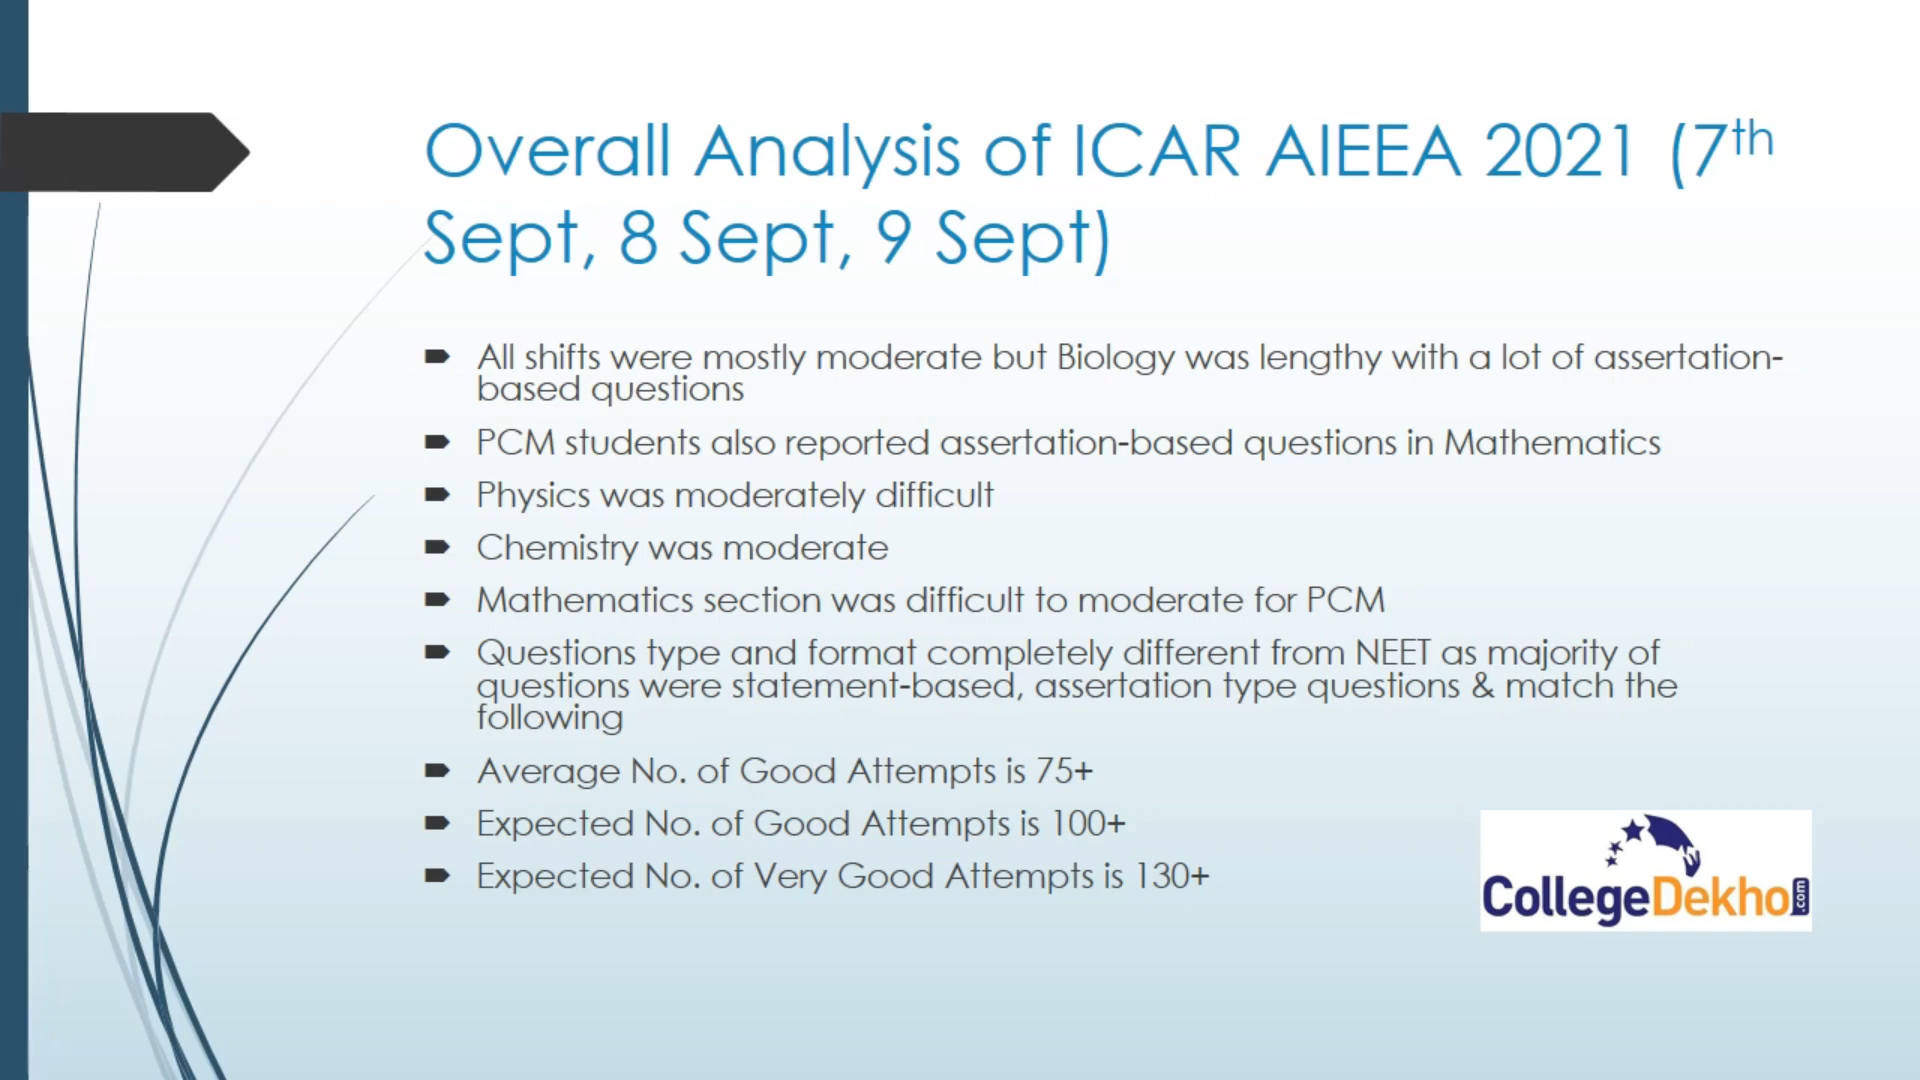 Overall Analysis of ICAR AIEEA 2021 (7th
Sept, 8 Sept, 9 Sept)
All shifts were mostly moderate but Biology was lengthy with a lot of assertation-
based questions
PCM students also reported assertation-based questions in Mathematics
Physics was moderately difficult
Chemistry was moderate
Mathematics section was difficult to moderate for PCM
Questions type and format completely different from NEET as majority of
questions were statement-based, assertation type questions & match the
following
Average No. of Good Attempts is 75+
Expected No. of Good Attempts is 100+
Expected No. of Very Good Attempts is 130+
CollegeDekho.com